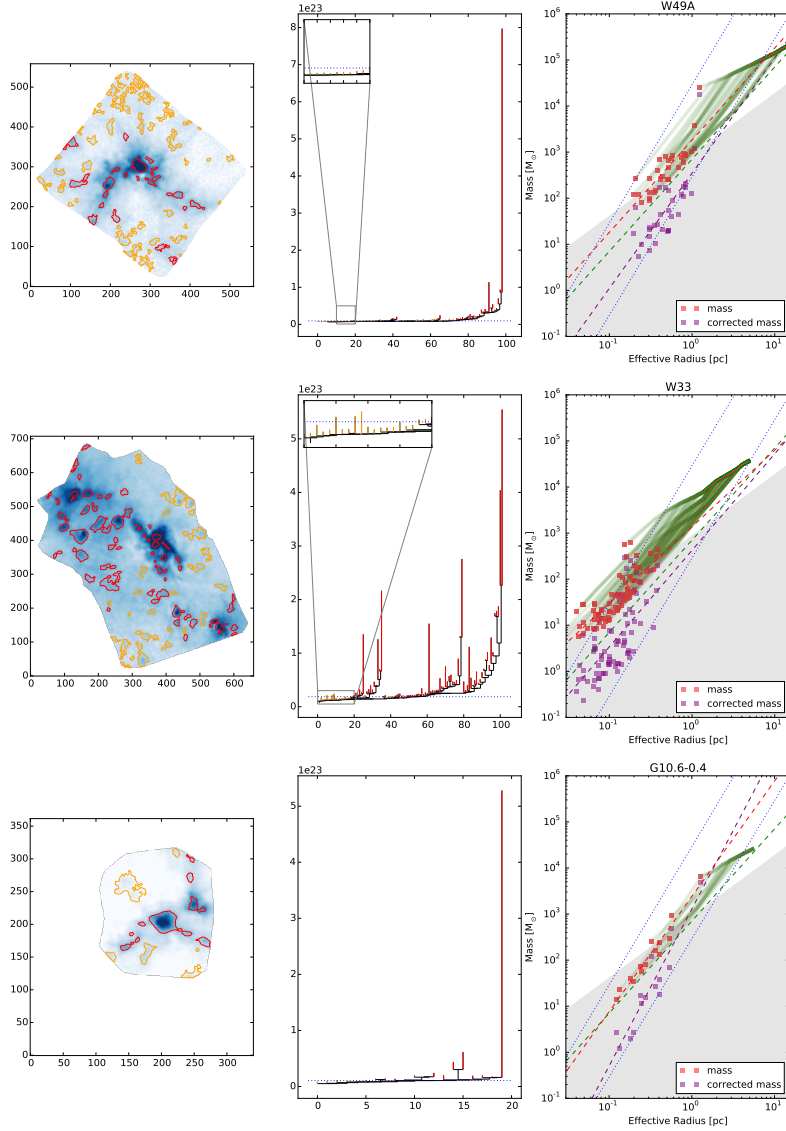 W49A
1e23
8
7
6
5
4
3
2
1
0
0 20 40 60 80 100
500
400
300
200
100
0
0 100 200 300 400 500
Mass [M⊙]
10^6
10^5
10^4
10^3
10^2
10^1
10^0
10^-1
mass
corrected mass
10^-1 10^0 10^1
Effective Radius [pc]
W33
1e23
5
4
3
2
1
0
0 20 40 60 80 100
700
600
500
400
300
200
100
0
0 100 200 300 400 500 600
Mass [M⊙]
10^6
10^5
10^4
10^3
10^2
10^1
10^0
10^-1
mass
corrected mass
10^-1 10^0 10^1
Effective Radius [pc]
G10.6-0.4
1e23
5
4
3
2
1
0
0 5 10 15 20
350
300
250
200
150
100
50
0
0 50 100 150 200 250 300
Mass [M⊙]
10^6
10^5
10^4
10^3
10^2
10^1
10^0
10^-1
mass
corrected mass
10^-1 10^0 10^1
Effective Radius [pc]